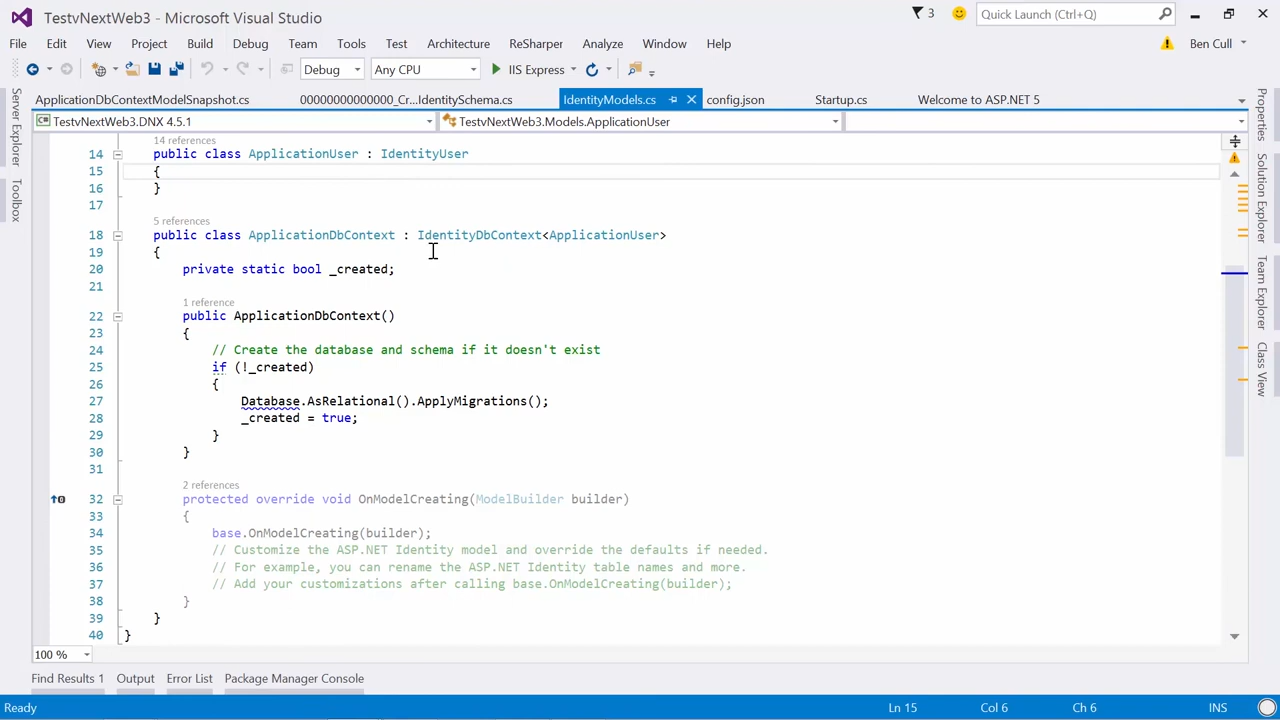 TestvNextWeb3 - Microsoft Visual Studio
3
Quick Launch (Ctrl+Q)
File Edit View Project Build Debug Team Tools Test Architecture ReSharper Analyze Window Help
Ben Cull
Debug Any CPU IIS Express
ApplicationDbContextModelSnapshot.cs 00000000000000_Cr...IdentitySchema.cs IdentityModels.cs config.json Startup.cs Welcome to ASP.NET 5
TestvNextWeb3.DNX 4.5.1 TestvNextWeb3.Models.ApplicationUser
Server Explorer
Toolbox
14 references
14 public class ApplicationUser : IdentityUser
15 {
16 }
17
5 references
18 public class ApplicationDbContext : IdentityDbContext<ApplicationUser>
19 {
20 private static bool _created;
21
1 reference
22 public ApplicationDbContext()
23 {
24 // Create the database and schema if it doesn't exist
25 if (!_created)
26 {
27 Database.AsRelational().ApplyMigrations();
28 _created = true;
29 }
30 }
31
2 references
32 protected override void OnModelCreating(ModelBuilder builder)
33 {
34 base.OnModelCreating(builder);
35 // Customize the ASP.NET Identity model and override the defaults if needed.
36 // For example, you can rename the ASP.NET Identity table names and more.
37 // Add your customizations after calling base.OnModelCreating(builder);
38 }
39 }
40 }
Properties
Solution Explorer
Team Explorer
Class View
100 %
Find Results 1 Output Error List Package Manager Console
Ready Ln 15 Col 6 Ch 6 INS